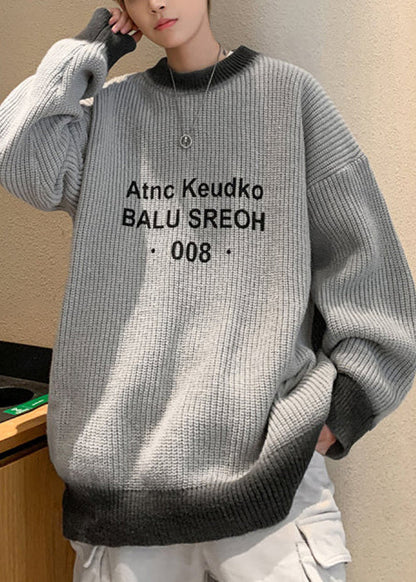 Atnc Keudko
BALU SREOH
· 008 ·